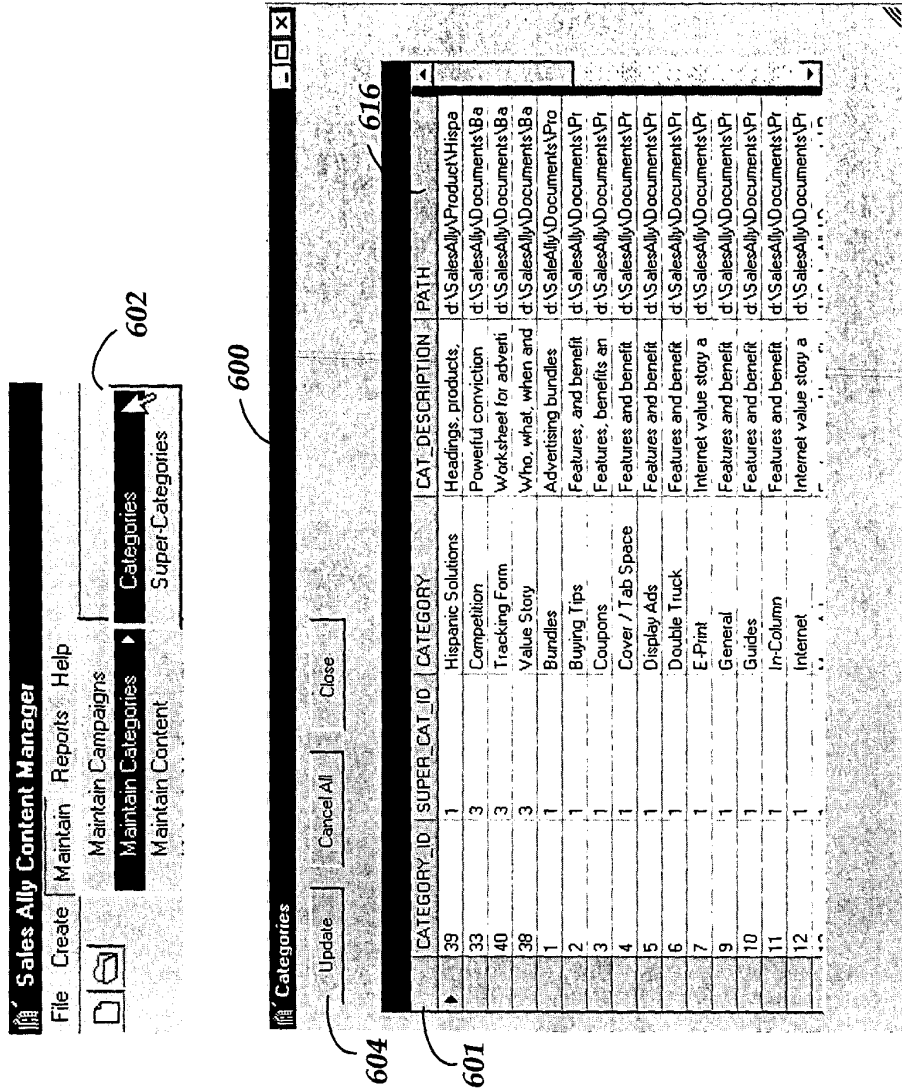 Sales Ally Content Manager
File Create Maintain Reports Help
Maintain Campaigns
Maintain Categories Categories
Maintain Content Super-Categories
602
600
Categories
Update Cancel All Close
604
616
601
CATEGORY_ID SUPER_CAT_ID CATEGORY CAT_DESCRIPTION PATH
39 1 Hispanic Solutions Headings, products, d:\SalesAlly\Product\Hispa
33 3 Competition Powerful conviction d:\SalesAlly\Documents\Ba
40 3 Tracking Form Worksheet for adverti d:\SalesAlly\Documents\Ba
38 3 Value Story Who, what, when and d:\SalesAlly\Documents\Ba
1 1 Bundles Advertising bundles d:\SaleAlly\Documents\Pro
2 1 Buying Tips Features, and benefit d:\SalesAlly\Documents\Pr
3 1 Coupons Features, benefits an d:\SalesAlly\Documents\Pr
4 1 Cover / Tab Space Features and benefit d:\SalesAlly\Documents\Pr
5 1 Display Ads Features and benefit d:\SalesAlly\Documents\Pr
6 1 Double Truck Features and benefit d:\SalesAlly\Documents\Pr
7 1 E-Print Internet value story a d:\SalesAlly\Documents\Pr
9 1 General Features and benefit d:\SalesAlly\Documents\Pr
10 1 Guides Features and benefit d:\SalesAlly\Documents\Pr
11 1 In-Column Features and benefit d:\SalesAlly\Documents\Pr
12 1 Internet Internet value story a d:\SalesAlly\Documents\Pr